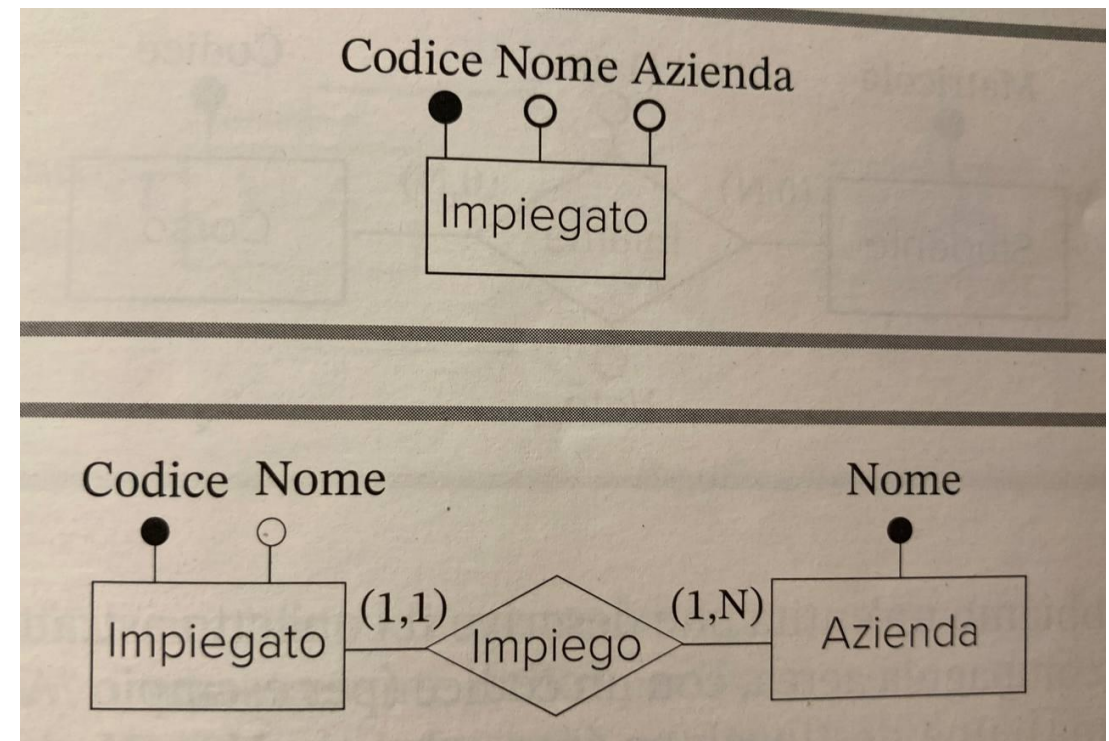 Codice Nome Azienda
Impiegato
Codice Nome
Nome
(1,1)
(1,N)
Impiegato
Impiego
Azienda